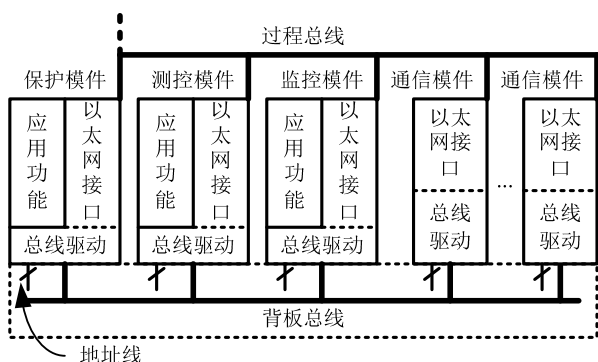 过程总线
保护模件 测控模件 监控模件 通信模件 通信模件
应用功能 以太网接口 应用功能 以太网接口 应用功能 以太网接口 以太网接口 ... 以太网接口
总线驱动 总线驱动 总线驱动 总线驱动 总线驱动
背板总线
地址线